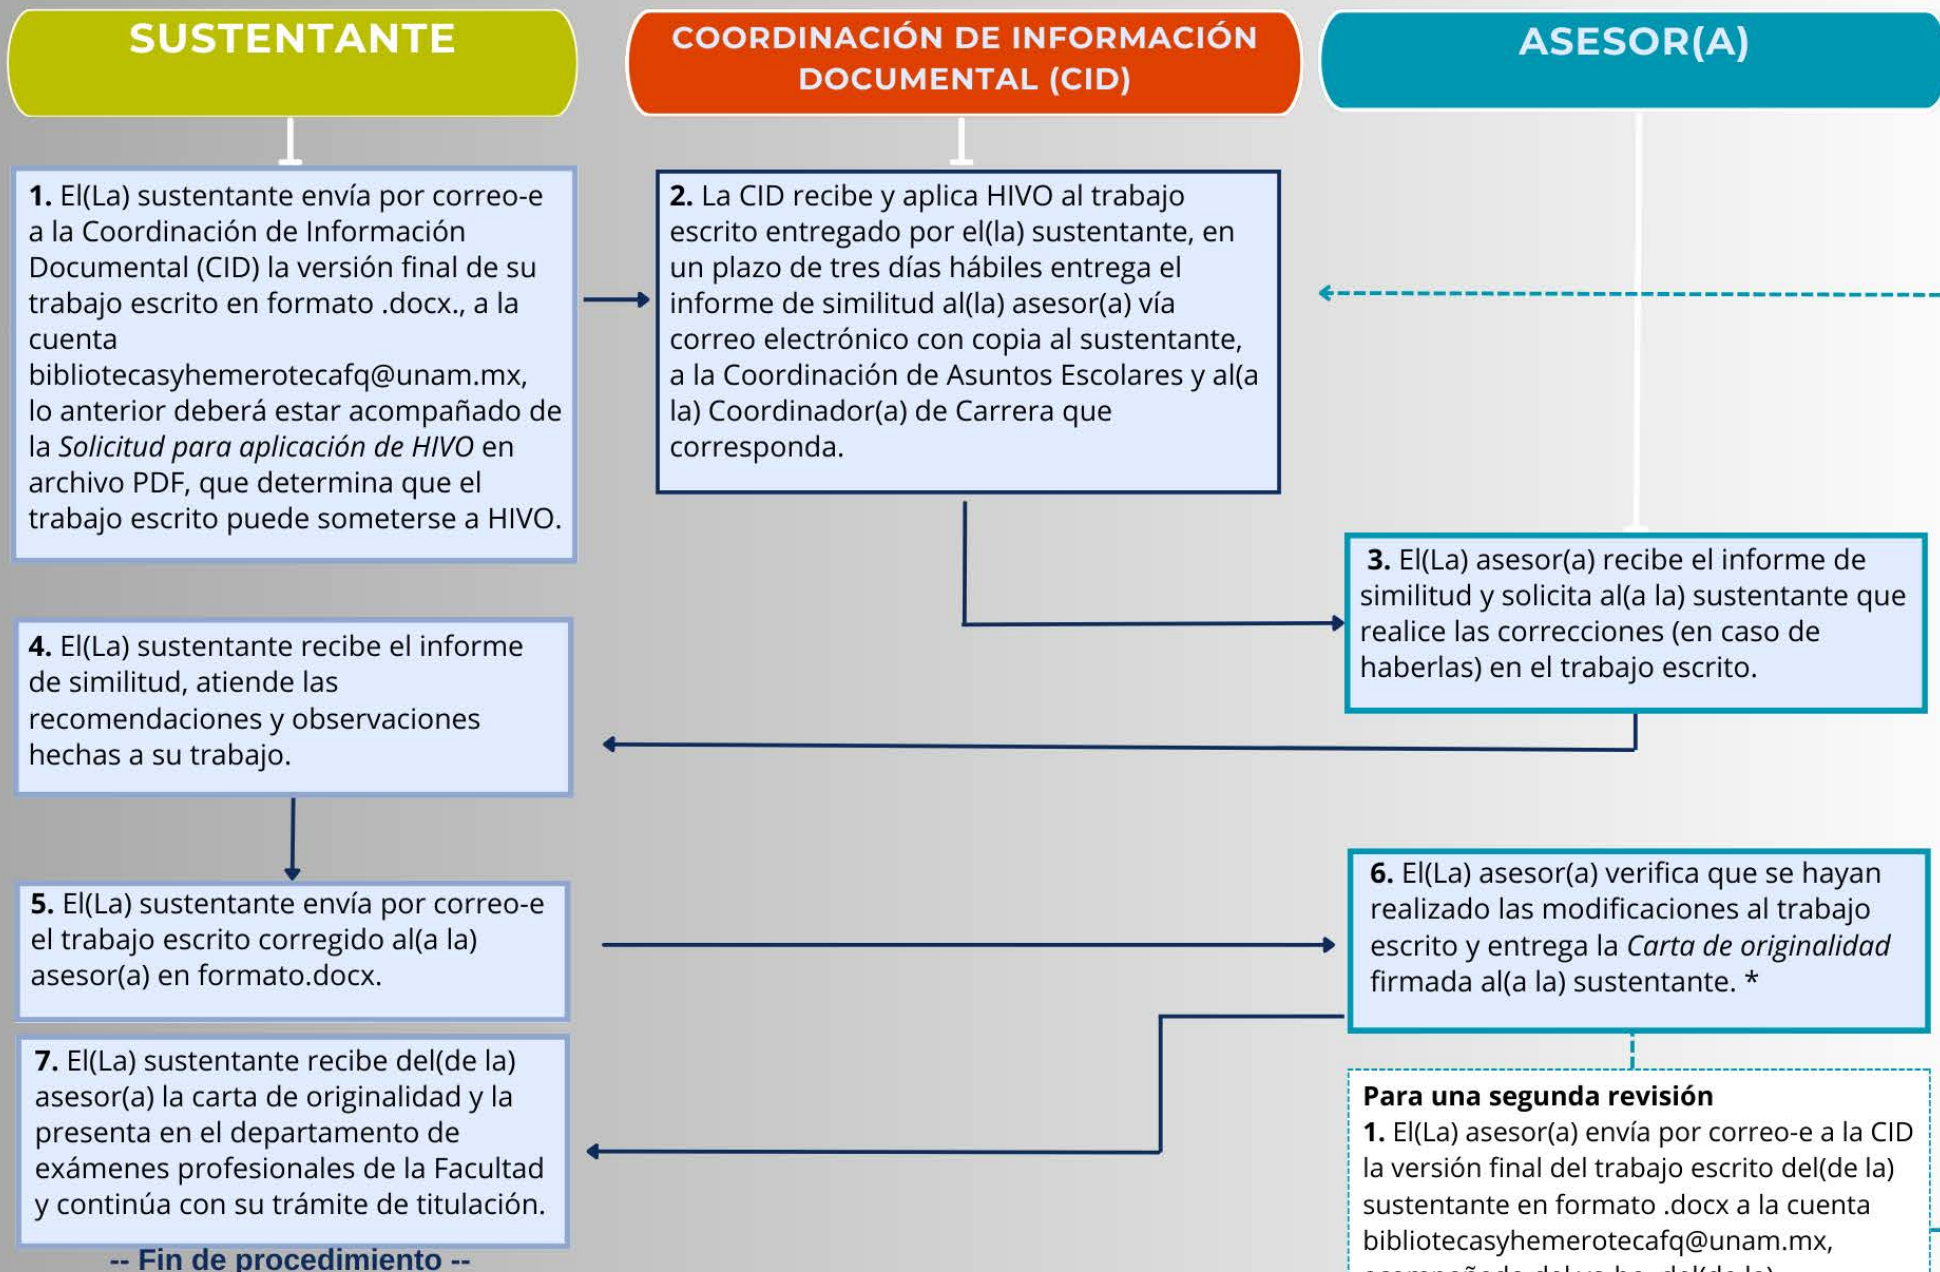 SUSTENTANTE
COORDINACIÓN DE INFORMACIÓN
DOCUMENTAL (CID)
ASESOR(A)
1. El(La) sustentante envía por correo-e
a la Coordinación de Información
Documental (CID) la versión final de su
trabajo escrito en formato .docx., a la
cuenta
bibliotecasyhemerotecafq@unam.mx,
lo anterior deberá estar acompañado de
la Solicitud para aplicación de HIVO en
archivo PDF, que determina que el
trabajo escrito puede someterse a HIVO.
2. La CID recibe y aplica HIVO al trabajo
escrito entregado por el(la) sustentante, en
un plazo de tres días hábiles entrega el
informe de similitud al(la) asesor(a) vía
correo electrónico con copia al sustentante,
a la Coordinación de Asuntos Escolares y al(a
la) Coordinador(a) de Carrera que
corresponda.
3. El(La) asesor(a) recibe el informe de
similitud y solicita al(a la) sustentante que
realice las correcciones (en caso de
haberlas) en el trabajo escrito.
4. El(La) sustentante recibe el informe
de similitud, atiende las
recomendaciones y observaciones
hechas a su trabajo.
5. El(La) sustentante envía por correo-e
el trabajo escrito corregido al(a la)
asesor(a) en formato.docx.
6. El(La) asesor(a) verifica que se hayan
realizado las modificaciones al trabajo
escrito y entrega la Carta de originalidad
firmada al(a la) sustentante. *
7. El(La) sustentante recibe del(de la)
asesor(a) la carta de originalidad y la
presenta en el departamento de
exámenes profesionales de la Facultad
y continúa con su trámite de titulación.
-- Fin de procedimiento --
Para una segunda revisión
1. El(La) asesor(a) envía por correo-e a la CID
la versión final del trabajo escrito del(de la)
sustentante en formato .docx a la cuenta
bibliotecasyhemerotecafq@unam.mx,